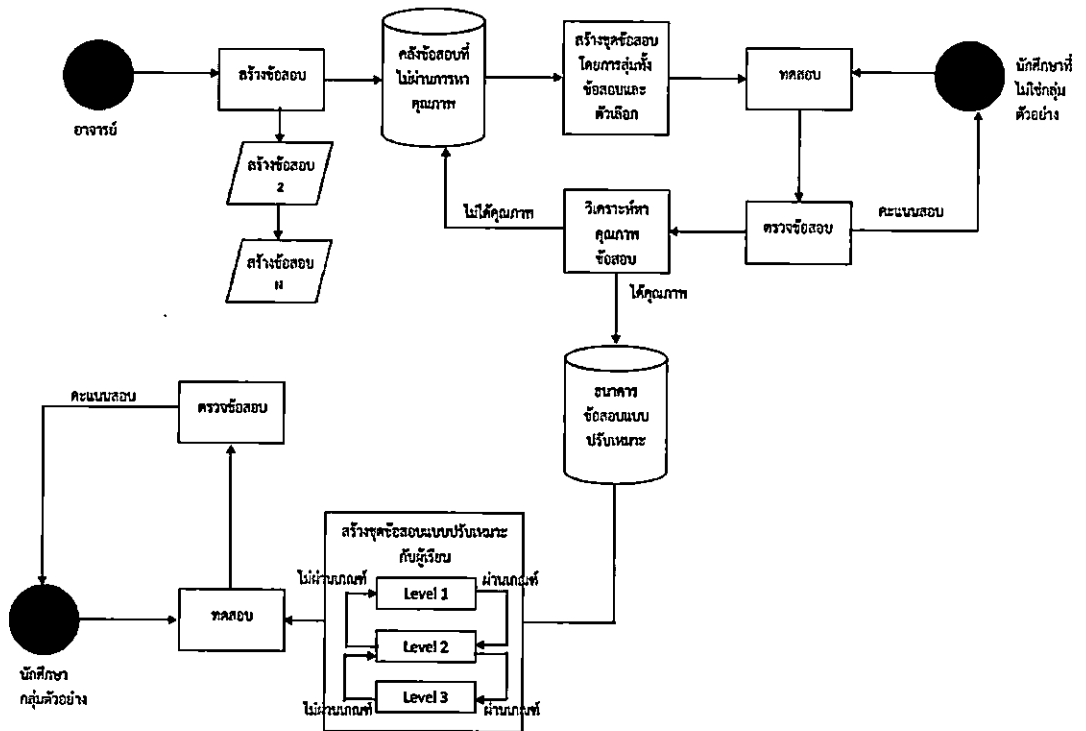 อาจารย์
สร้างข้อสอบ
สร้างข้อสอบ
2
สร้างข้อสอบ
N
คลังข้อสอบที่
ไม่ผ่านการหา
คุณภาพ
สร้างชุดข้อสอบ
โดยการสุ่มทั้ง
ข้อสอบและ
ตัวเลือก
ทดสอบ
นักศึกษาที่
ไม่ใช่กลุ่ม
ตัวอย่าง
ไม่ได้คุณภาพ
วิเคราะห์หา
คุณภาพ
ข้อสอบ
ตรวจข้อสอบ
คะแนนสอบ
ได้คุณภาพ
ธนาคาร
ข้อสอบแบบ
ปรับเหมาะ
คะแนนสอบ
ตรวจข้อสอบ
สร้างชุดข้อสอบแบบปรับเหมาะ
กับผู้เรียน
ไม่ผ่านเกณฑ์
ผ่านเกณฑ์
Level 1
Level 2
Level 3
ไม่ผ่านเกณฑ์
ผ่านเกณฑ์
ทดสอบ
นักศึกษา
กลุ่มตัวอย่าง